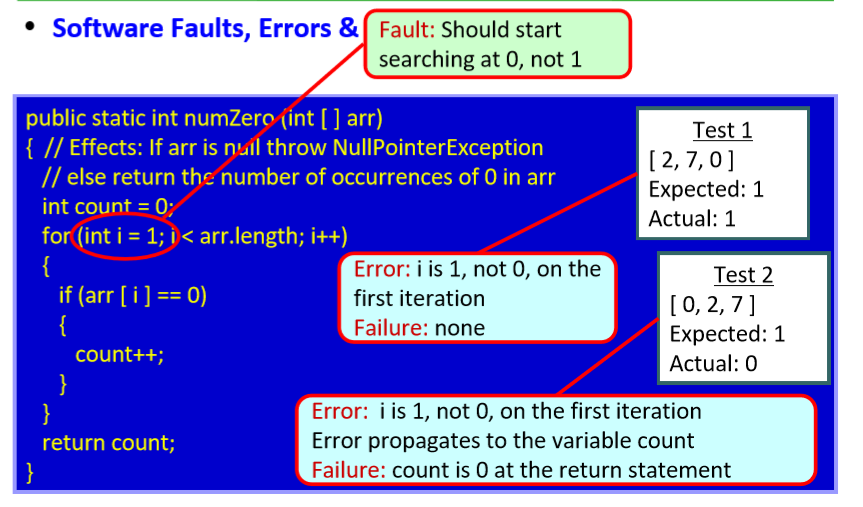 • Software Faults, Errors &
Fault: Should start
searching at 0, not 1
public static int numZero (int [ ] arr)
{ // Effects: If arr is null throw NullPointerException
// else return the number of occurrences of 0 in arr
int count = 0;
for (int i = 1; i < arr.length; i++)
{
if (arr [ i ] == 0)
{
count++;
}
}
return count;
}
Test 1
[ 2, 7, 0 ]
Expected: 1
Actual: 1
Error: i is 1, not 0, on the
first iteration
Failure: none
Test 2
[ 0, 2, 7 ]
Expected: 1
Actual: 0
Error: i is 1, not 0, on the first iteration
Error propagates to the variable count
Failure: count is 0 at the return statement